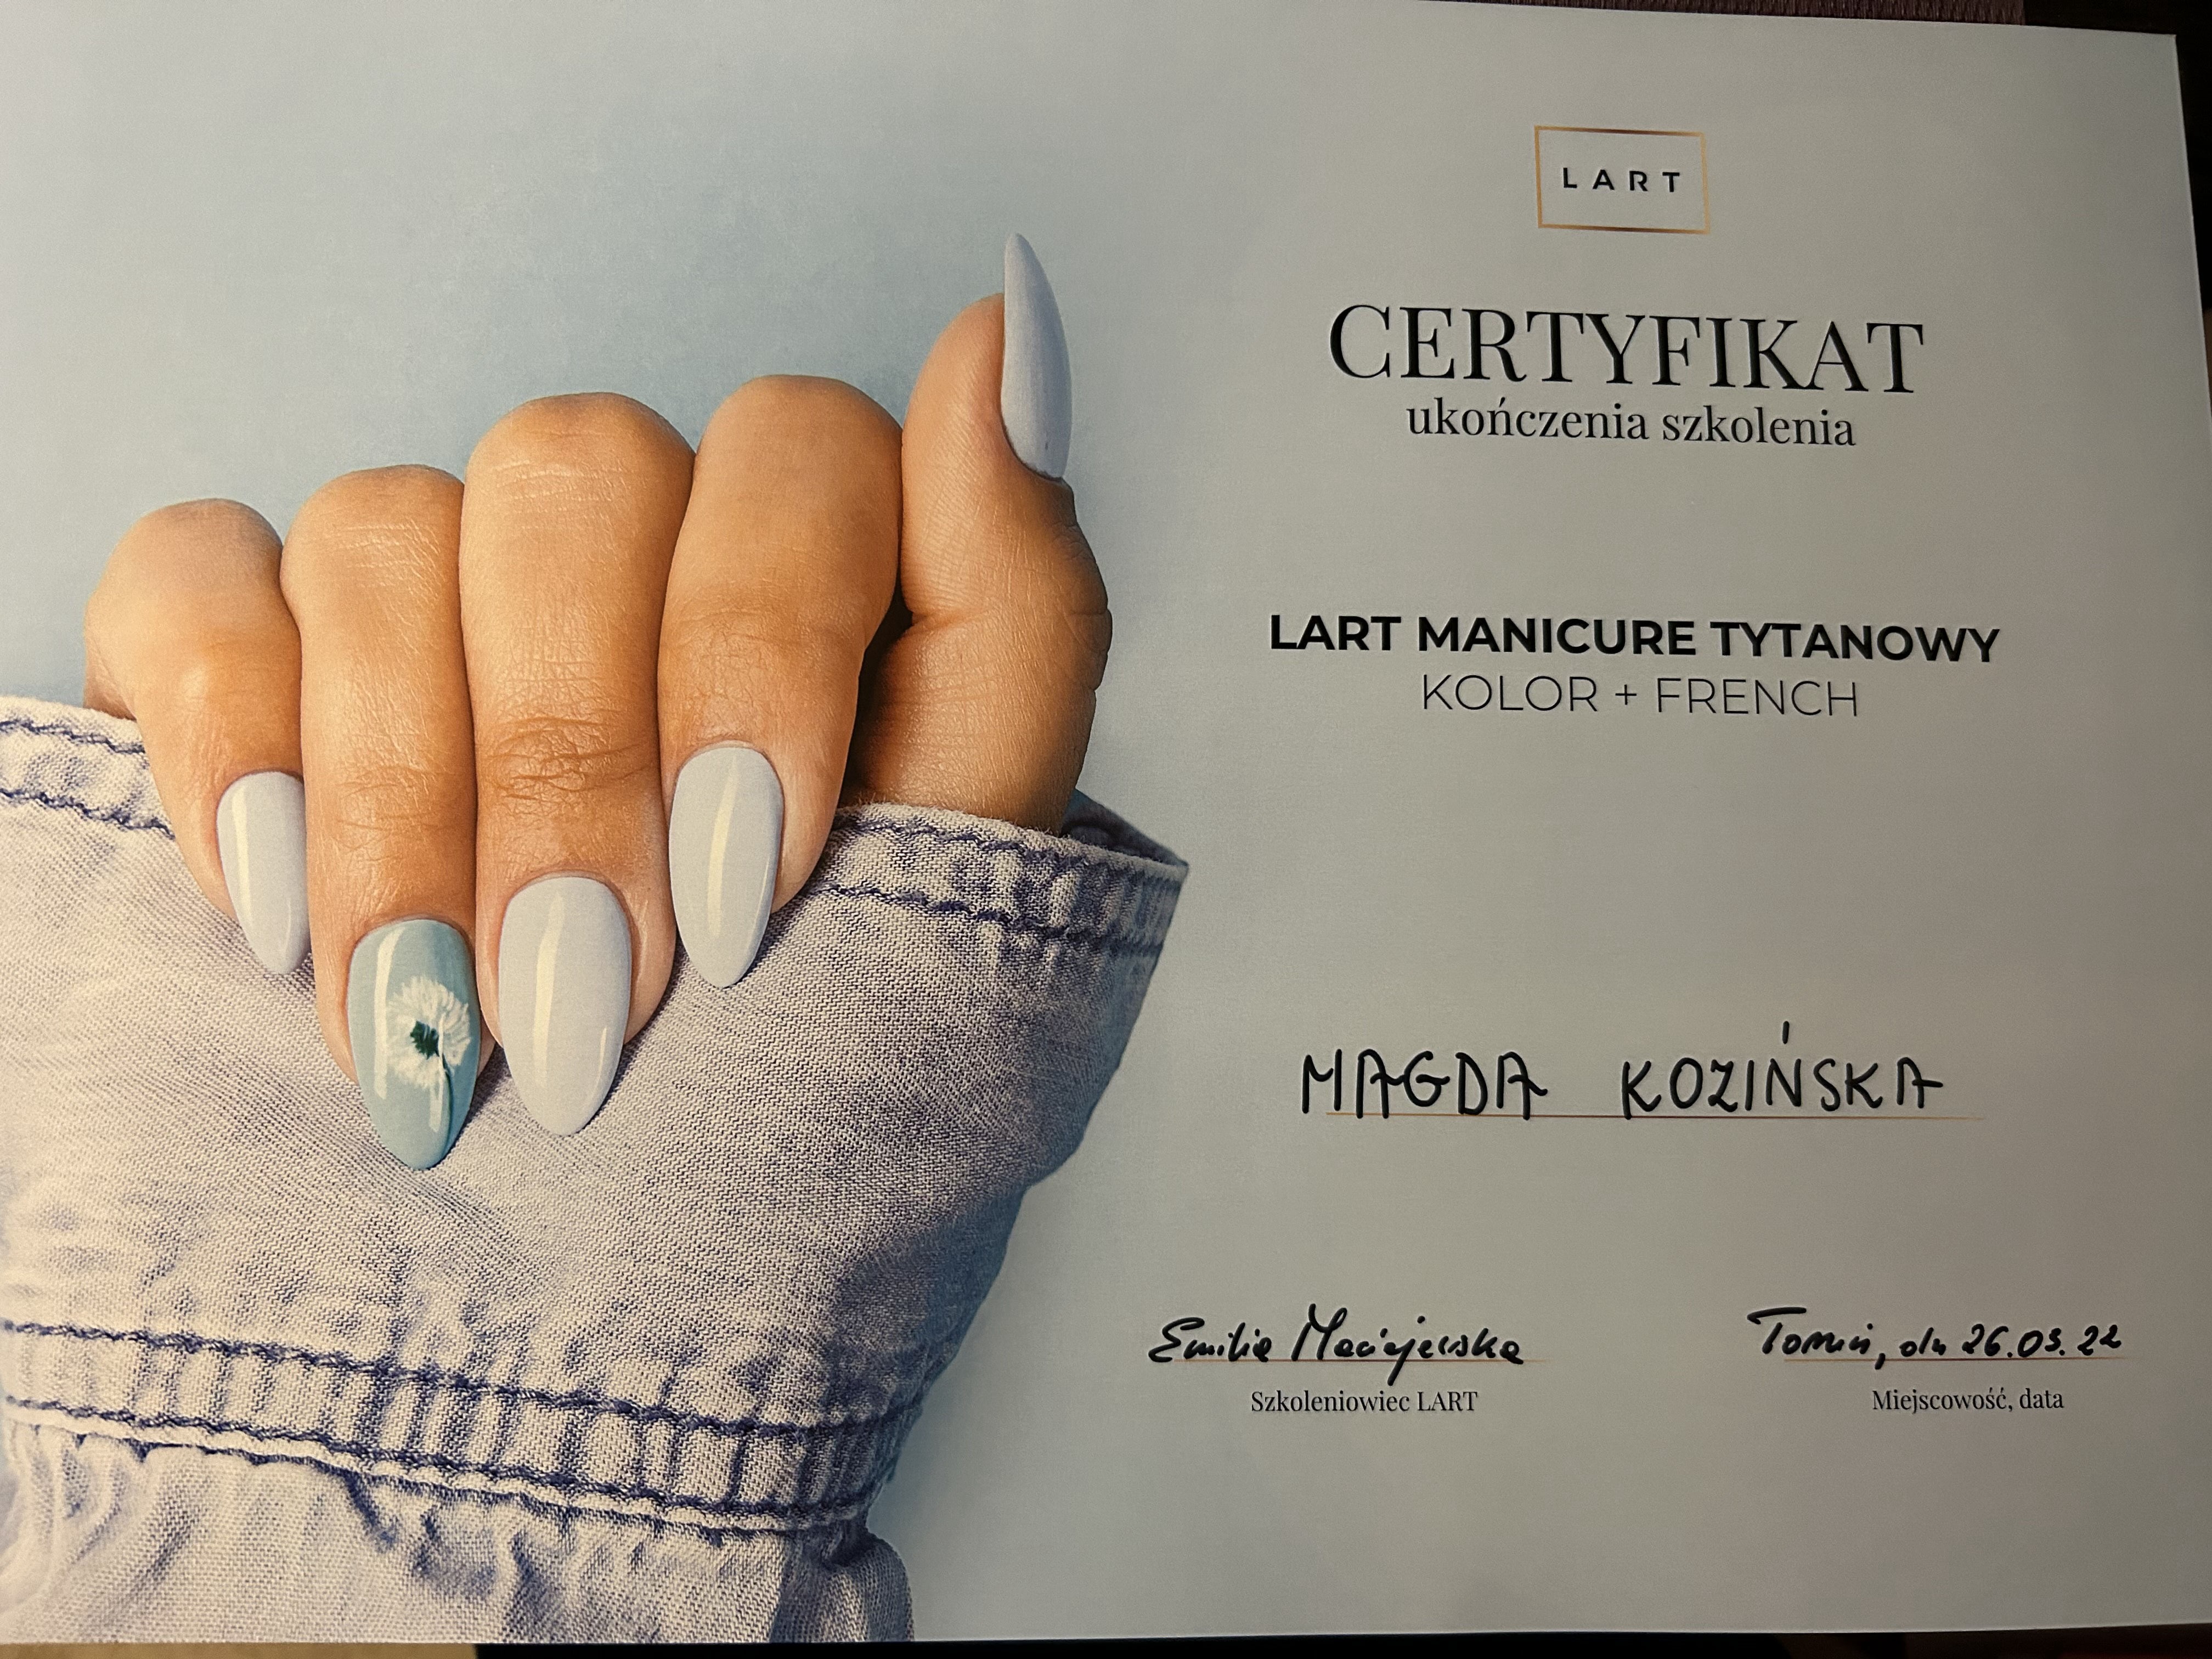 LART
CERTYFIKAT
ukończenia szkolenia
LART MANICURE TYTANOWY
KOLOR + FRENCH
MAGDA KOZIŃSKA
Emilia Maciejewska
Szkoleniowiec LART
Toruń, dn 26.03.22
Miejscowość, data